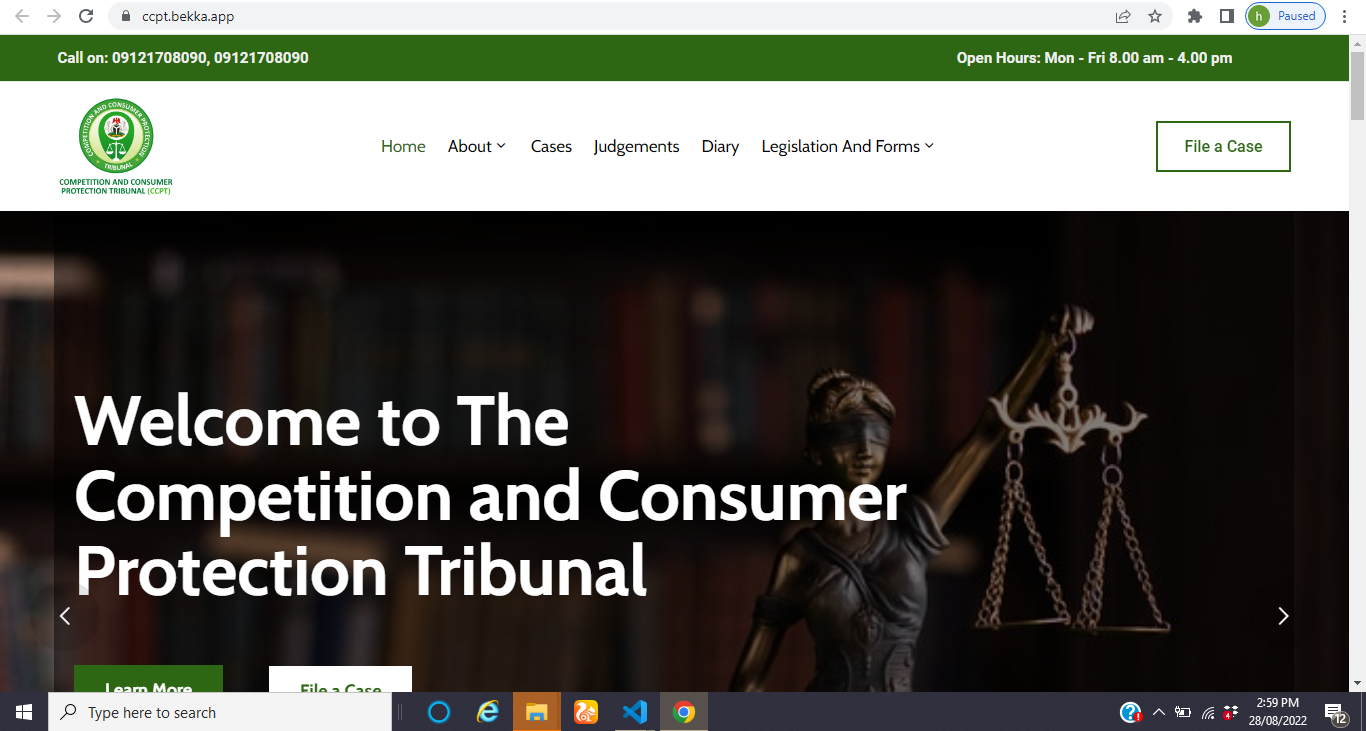 ccpt.bekka.app
h Paused
Call on: 09121708090, 09121708090
Open Hours: Mon - Fri 8.00 am - 4.00 pm
COMPETITION AND CONSUMER PROTECTION
TRIBUNAL
COMPETITION AND CONSUMER
PROTECTION TRIBUNAL (CCPT)
Home About Cases Judgements Diary Legislation And Forms
File a Case
Welcome to The
Competition and Consumer
Protection Tribunal
Learn More
File a Case
Type here to search
4
2:59 PM
28/08/2022
12